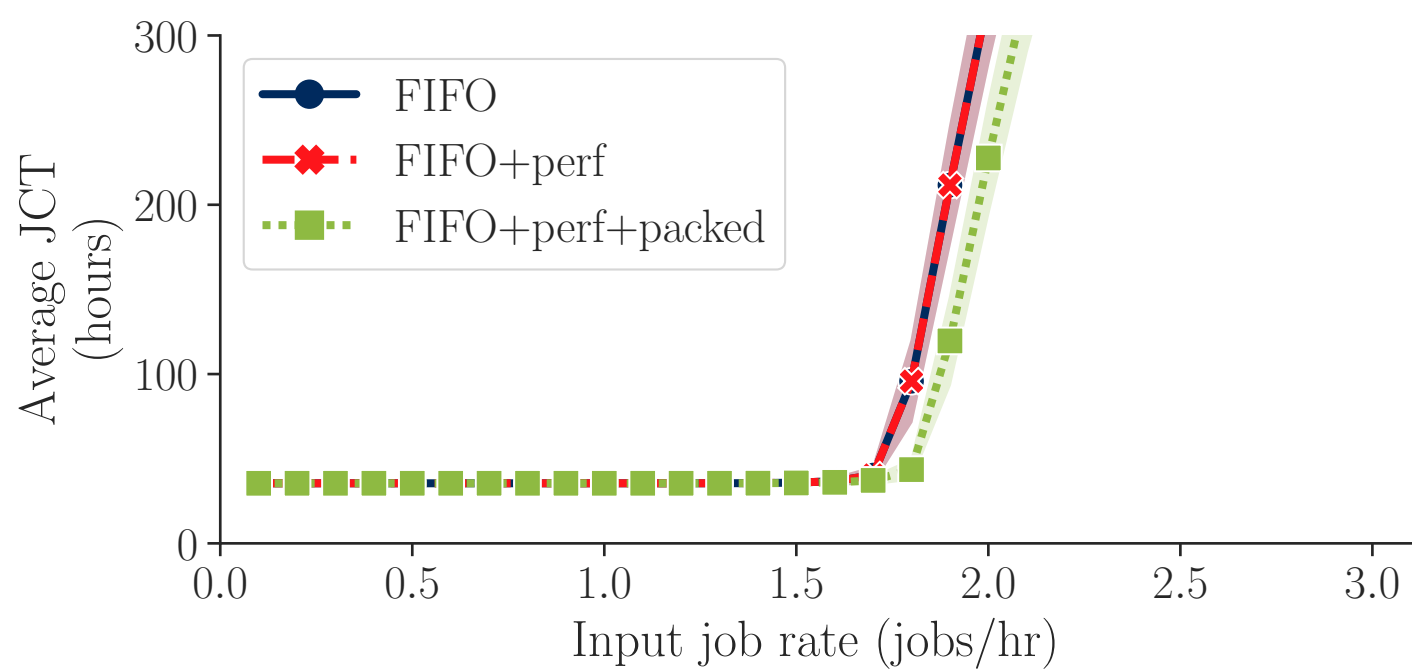 300
200
100
0
Average JCT
(hours)
FIFO
FIFO+perf
FIFO+perf+packed
0.0 0.5 1.0 1.5 2.0 2.5 3.0
Input job rate (jobs/hr)